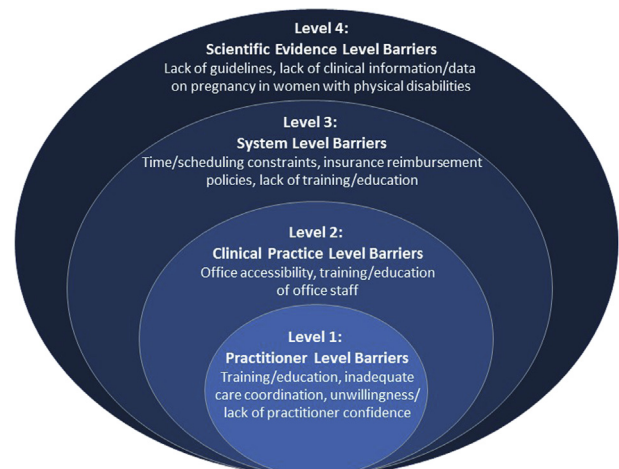 Level 4:
Scientific Evidence Level Barriers
Lack of guidelines, lack of clinical information/data
on pregnancy in women with physical disabilities
Level 3:
System Level Barriers
Time/scheduling constraints, insurance reimbursement
policies, lack of training/education
Level 2:
Clinical Practice Level Barriers
Office accessibility, training/education
of office staff
Level 1:
Practitioner Level Barriers
Training/education, inadequate
care coordination, unwillingness/
lack of practitioner confidence